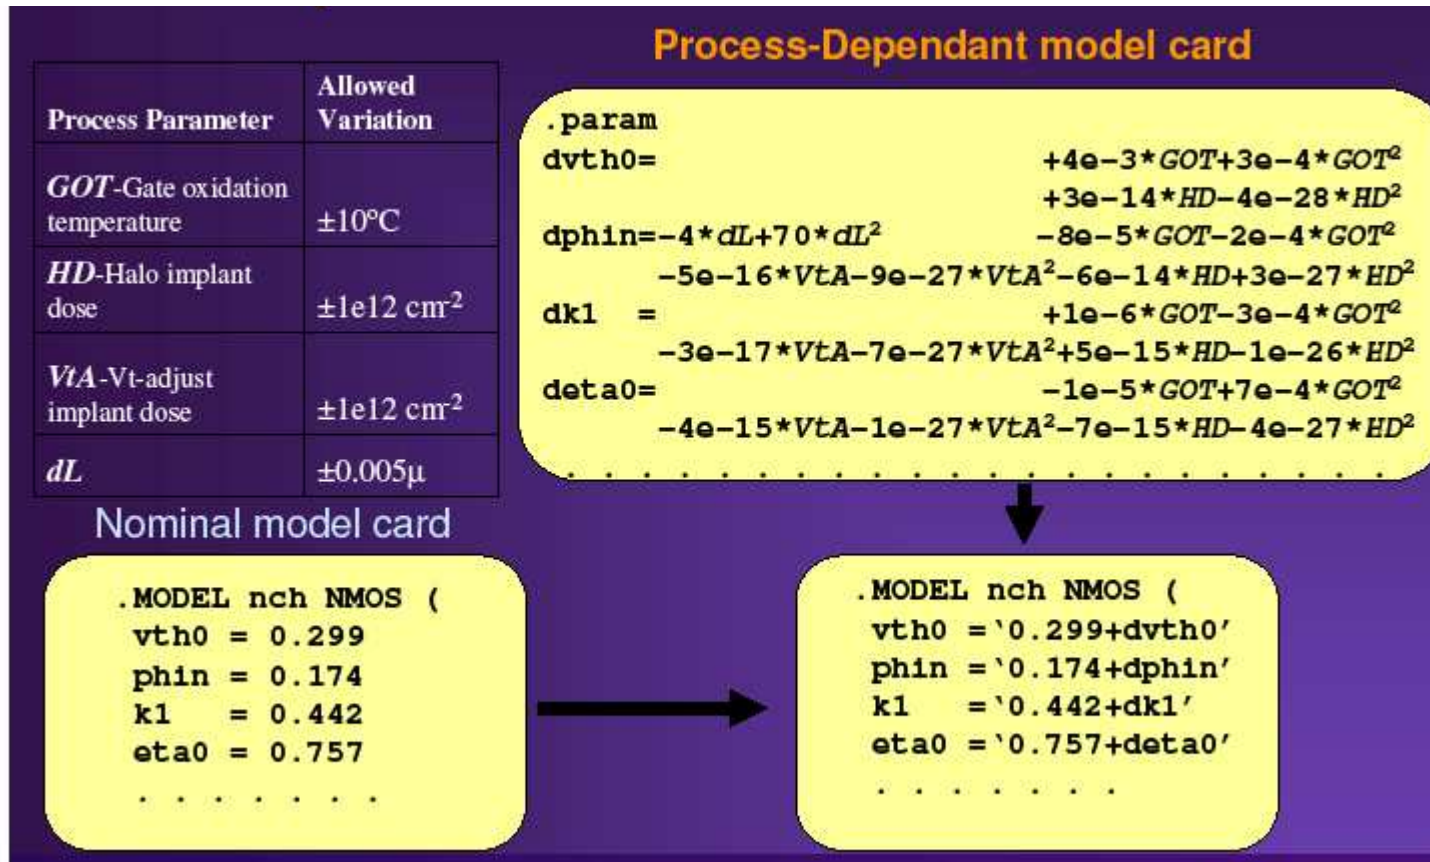 Process-Dependant model card
Process Parameter Allowed Variation
GOT-Gate oxidation temperature ±10°C
HD-Halo implant dose ±1e12 cm-2
VtA-Vt-adjust implant dose ±1e12 cm-2
dL ±0.005µ
.param
dvth0= +4e-3*GOT+3e-4*GOT²
+3e-14*HD-4e-28*HD²
dphin=-4*dL+70*dL² -8e-5*GOT-2e-4*GOT²
-5e-16*VtA-9e-27*VtA²-6e-14*HD+3e-27*HD²
dk1 = +1e-6*GOT-3e-4*GOT²
-3e-17*VtA-7e-27*VtA²+5e-15*HD-1e-26*HD²
deta0= -1e-5*GOT+7e-4*GOT²
-4e-15*VtA-1e-27*VtA²-7e-15*HD-4e-27*HD²
. . . . . . . . . . . . . . . . . . . . . .
Nominal model card
.MODEL nch NMOS (
vth0 = 0.299
phin = 0.174
k1 = 0.442
eta0 = 0.757
. . . . . . .
.MODEL nch NMOS (
vth0 =‘0.299+dvth0’
phin =‘0.174+dphin’
k1 =‘0.442+dk1’
eta0 =‘0.757+deta0’
. . . . . . .